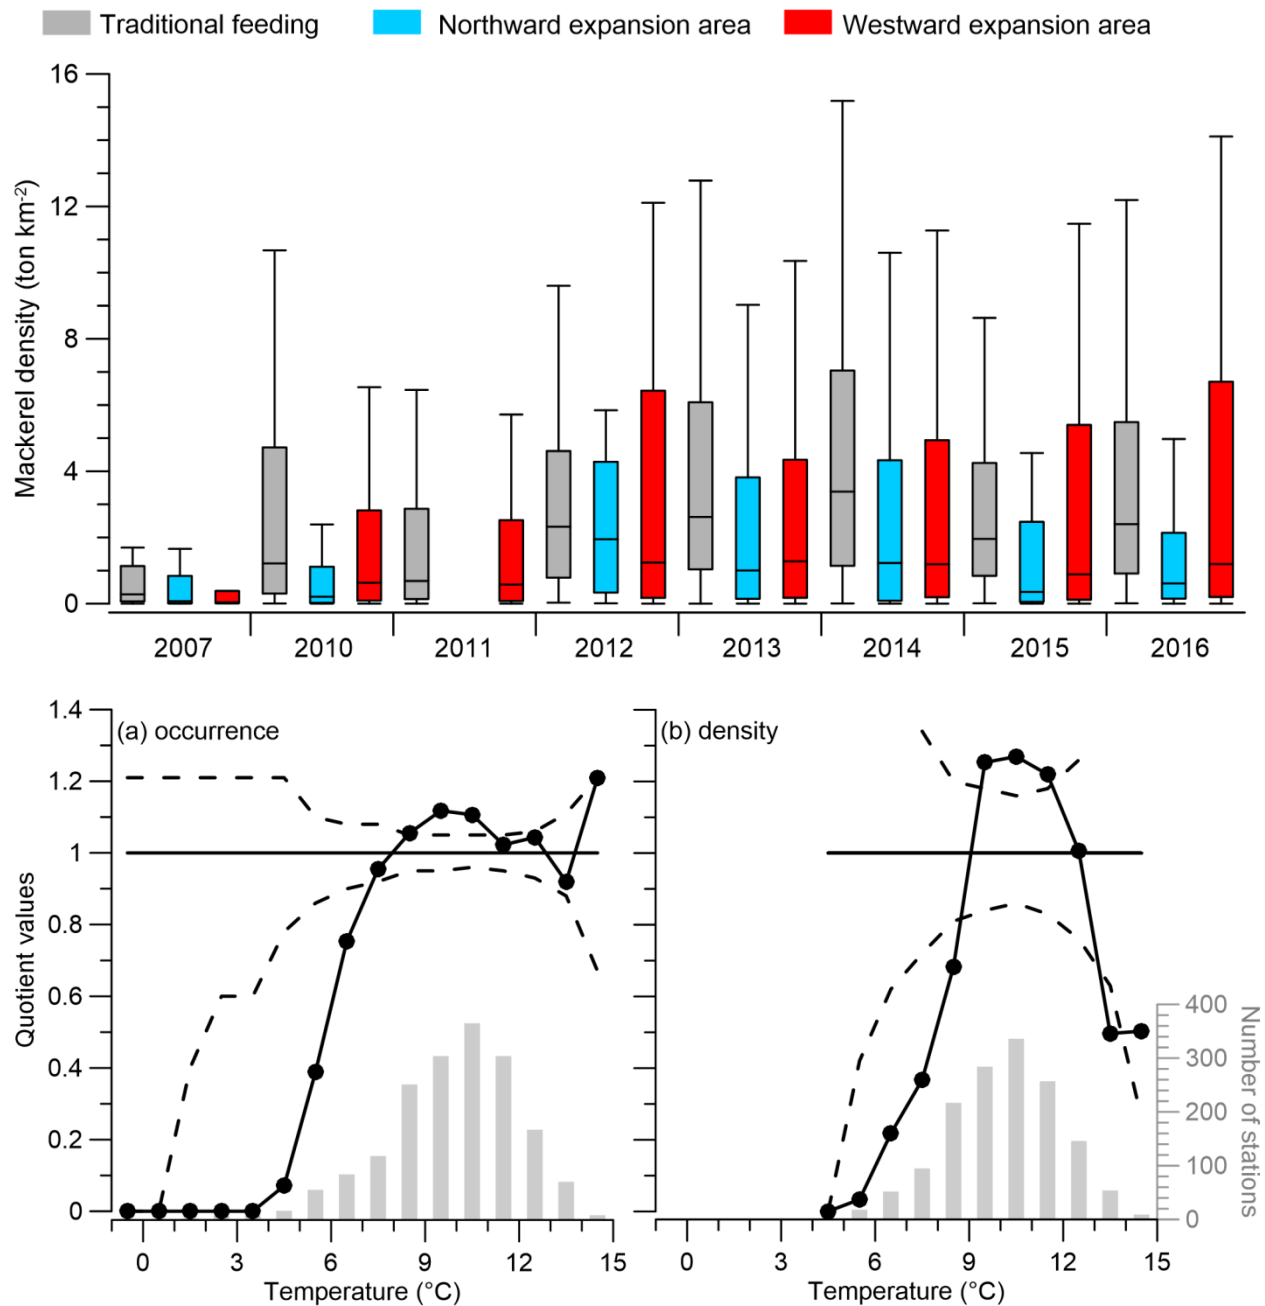 Traditional feeding Northward expansion area Westward expansion area
16
12
8
4
0
Mackerel density (ton km-2)
2007 2010 2011 2012 2013 2014 2015 2016
1.4
1.2
1
0.8
0.6
0.4
0.2
0
Quotient values
(a) occurrence
0 3 6 9 12 15
Temperature (°C)
(b) density
400
300
200
100
0
Number of stations
0 3 6 9 12 15
Temperature (°C)